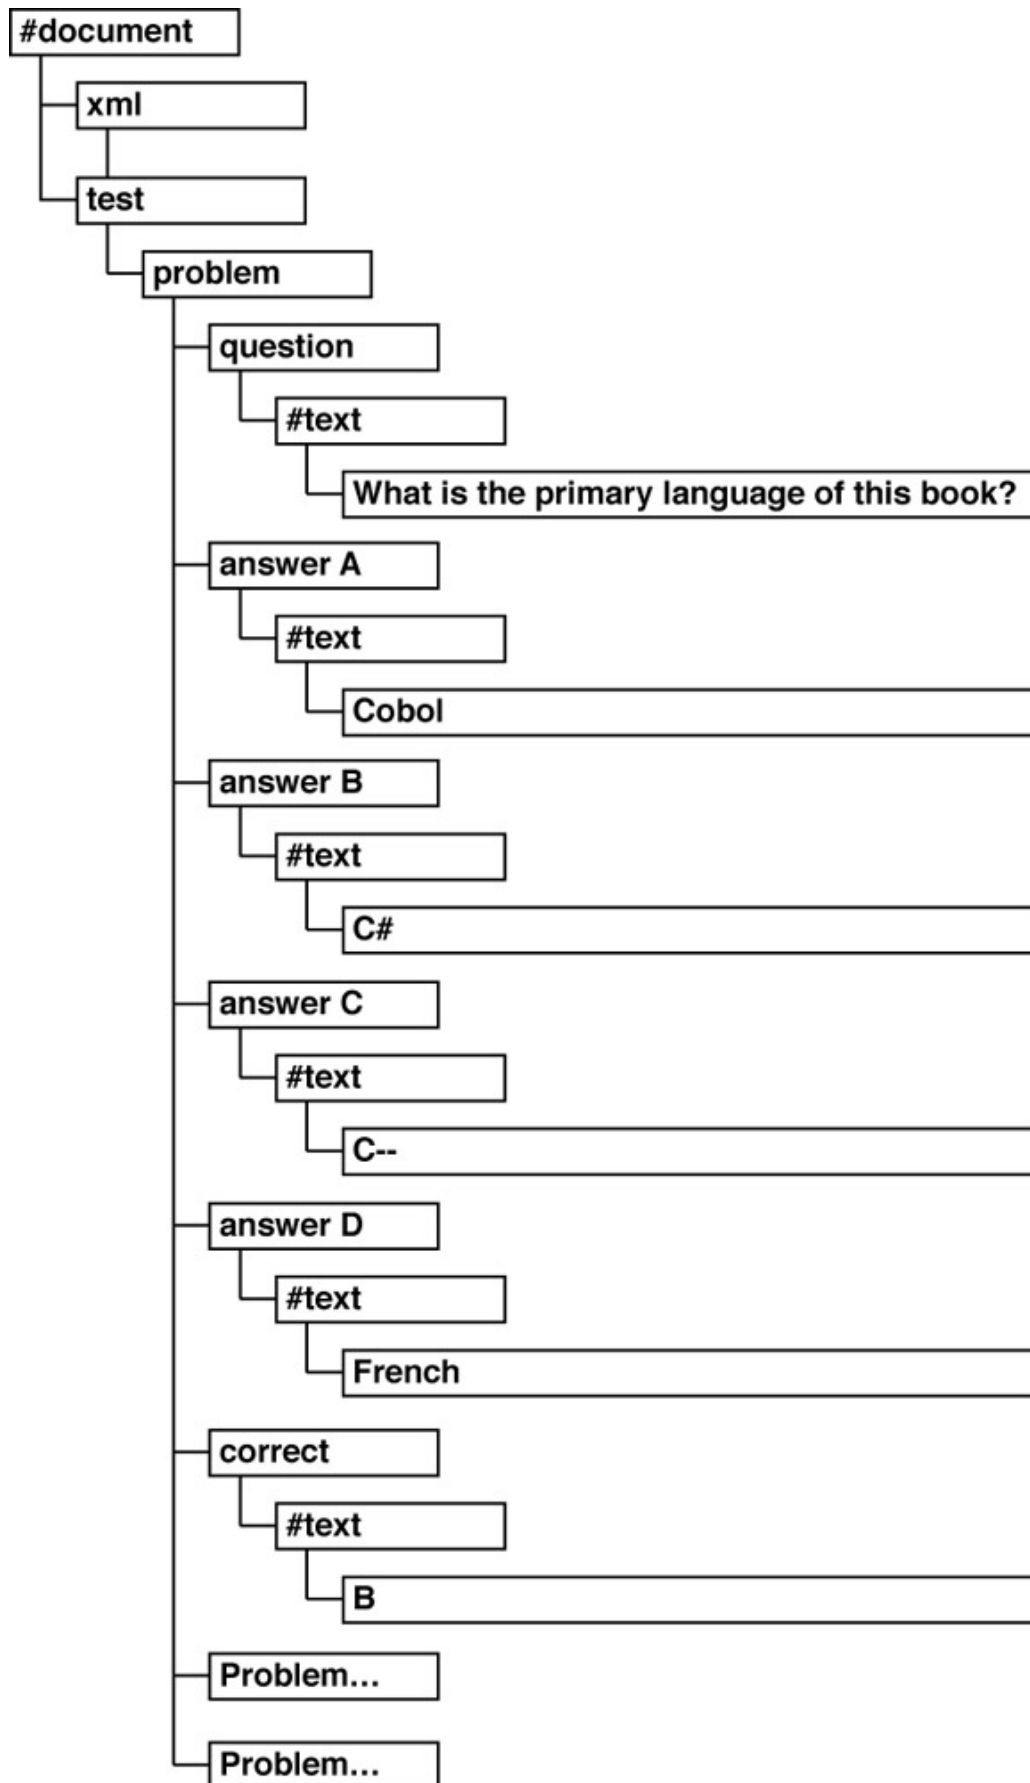 #document
xml
test
problem
question
#text
What is the primary language of this book?
answer A
#text
Cobol
answer B
#text
C#
answer C
#text
C--
answer D
#text
French
correct
#text
B
Problem...
Problem...